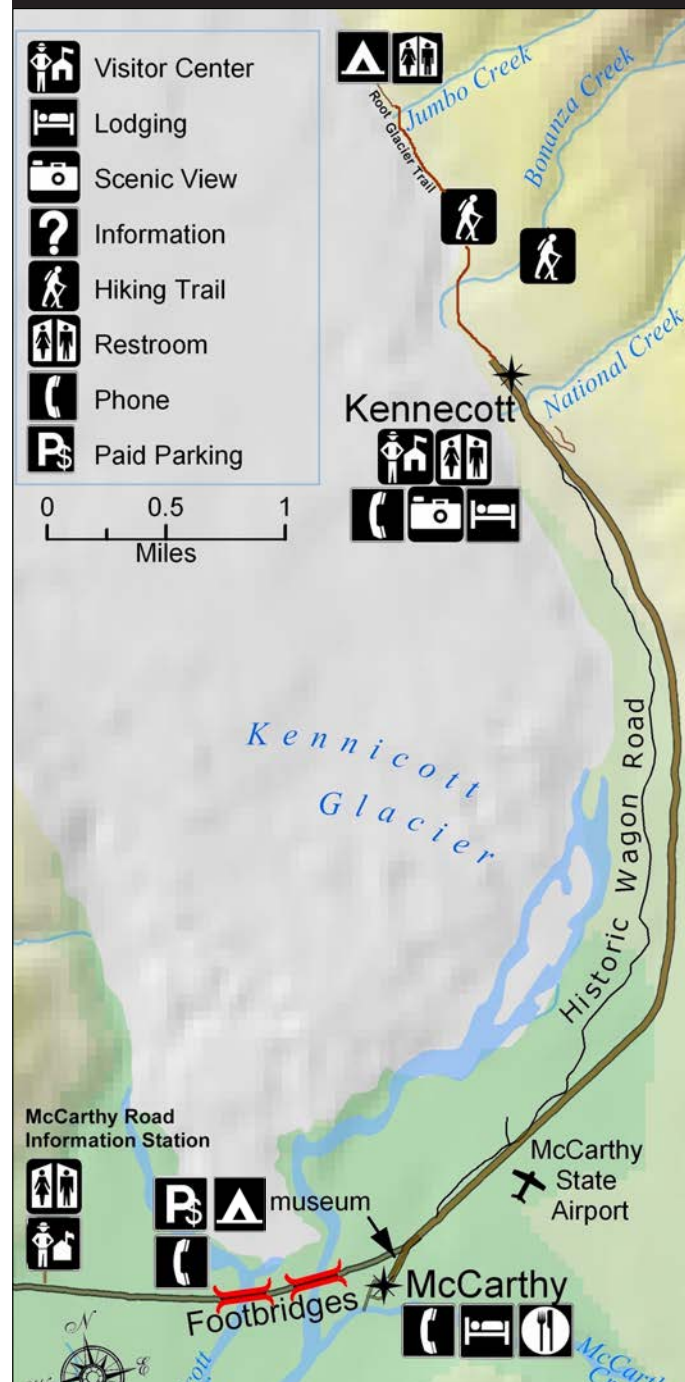 Visitor Center
Lodging
Scenic View
?
Information
Hiking Trail
Restroom
Phone
P$
Paid Parking
0 0.5 1
Miles
Jumbo Creek
Root Glacier Trail
Bonanza Creek
National Creek
Kennecott
Kennicott
Glacier
Historic Wagon Road
McCarthy Road
Information Station
P$
museum
McCarthy
State
Airport
Footbridges
McCarthy
N
E
McCarthy